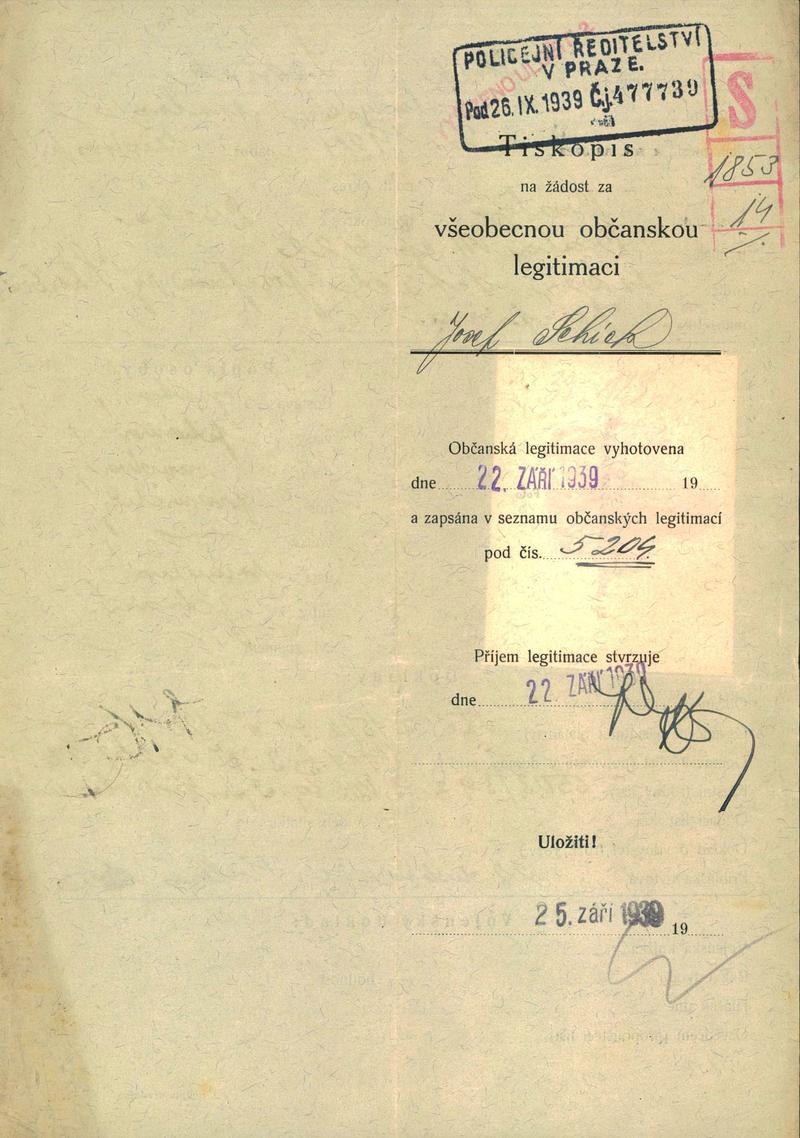 POLICEJNÍ ŘEDITELSTVÍ
V PRAZE.
Pod 26. IX. 1939 Čj. 477739
S
Tiskopis
1853
na žádost za
14
všeobecnou občanskou
legitimaci
Josef Schick
Občanská legitimace vyhotovena
dne 22. ZÁŘÍ 1939 19
a zapsána v seznamu občanských legitimací
pod čís. 5204.
Příjem legitimace stvrzuje
dne 22 ZÁŘÍ 1939
Uložiti!
25. září 1939 19